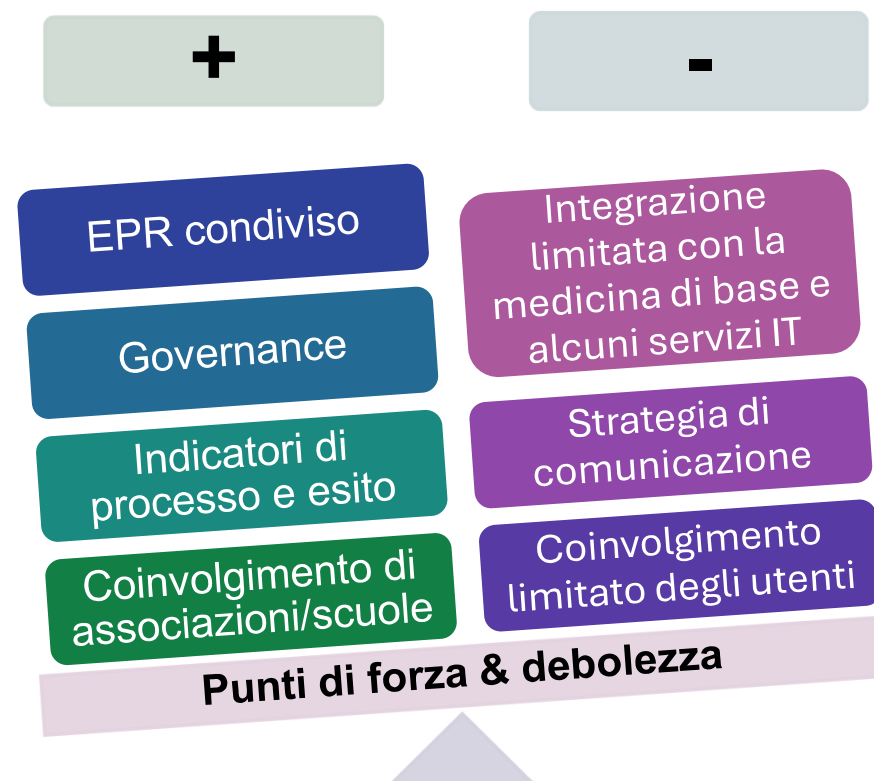 +
-
EPR condiviso
Governance
Indicatori di
processo e esito
Coinvolgimento di
associazioni/scuole
Integrazione
limitata con la
medicina di base e
alcuni servizi IT
Strategia di
comunicazione
Coinvolgimento
limitato degli utenti
Punti di forza & debolezza